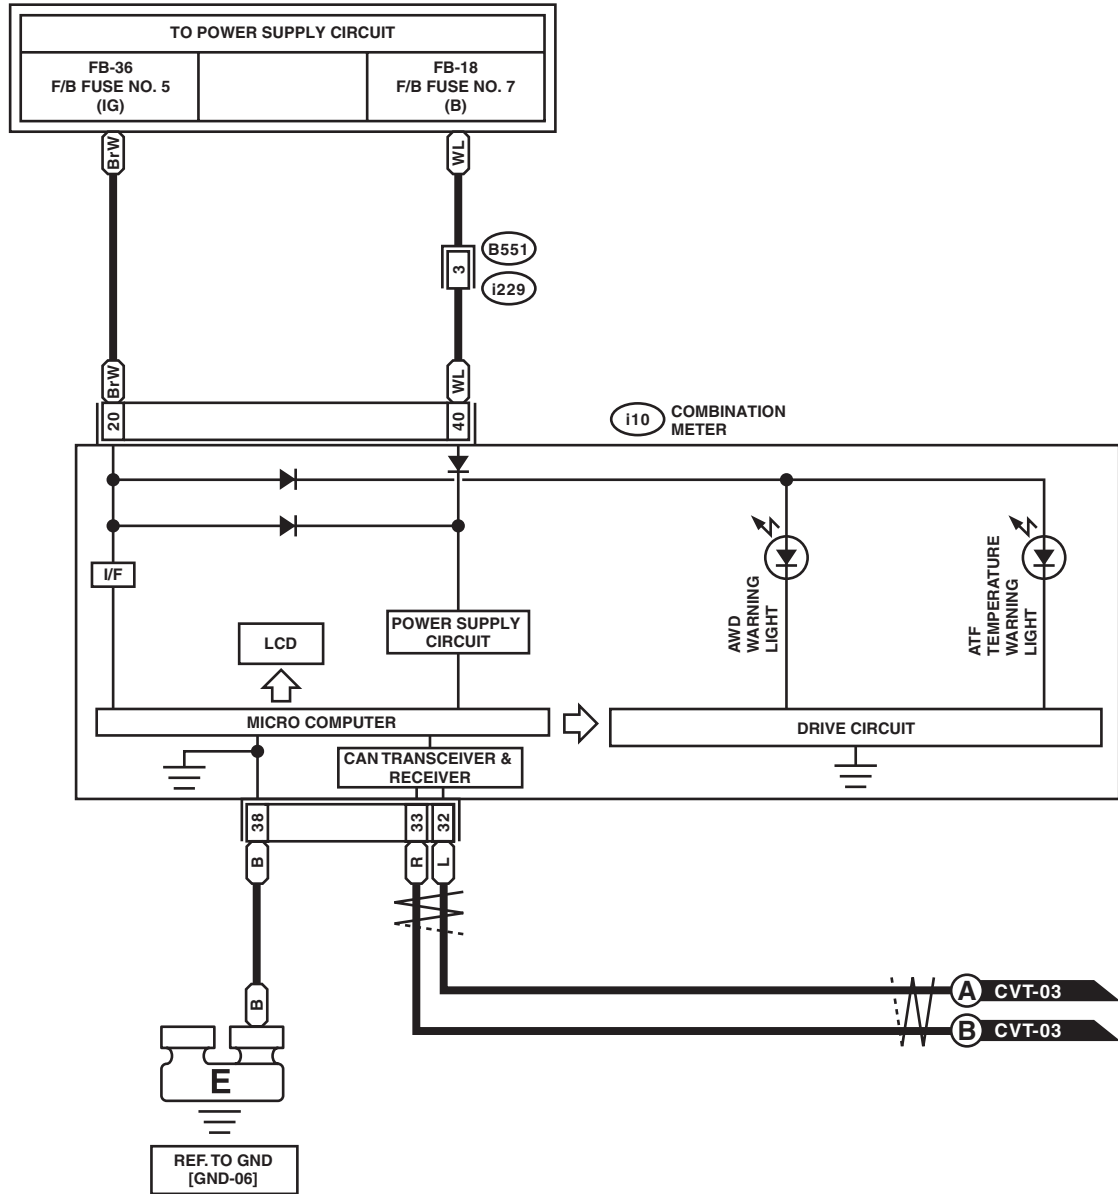 TO POWER SUPPLY CIRCUIT
FB-36
F/B FUSE NO. 5
(IG)
FB-18
F/B FUSE NO. 7
(B)
BrW
WL
3
B551
i229
BrW
WL
20
40
i10
COMBINATION
METER
I/F
LCD
POWER SUPPLY
CIRCUIT
AWD
WARNING
LIGHT
ATF
TEMPERATURE
WARNING
LIGHT
MICRO COMPUTER
DRIVE CIRCUIT
CAN TRANSCEIVER &
RECEIVER
38
33
32
B
R
L
A
CVT-03
B
B
CVT-03
E
REF. TO GND
[GND-06]